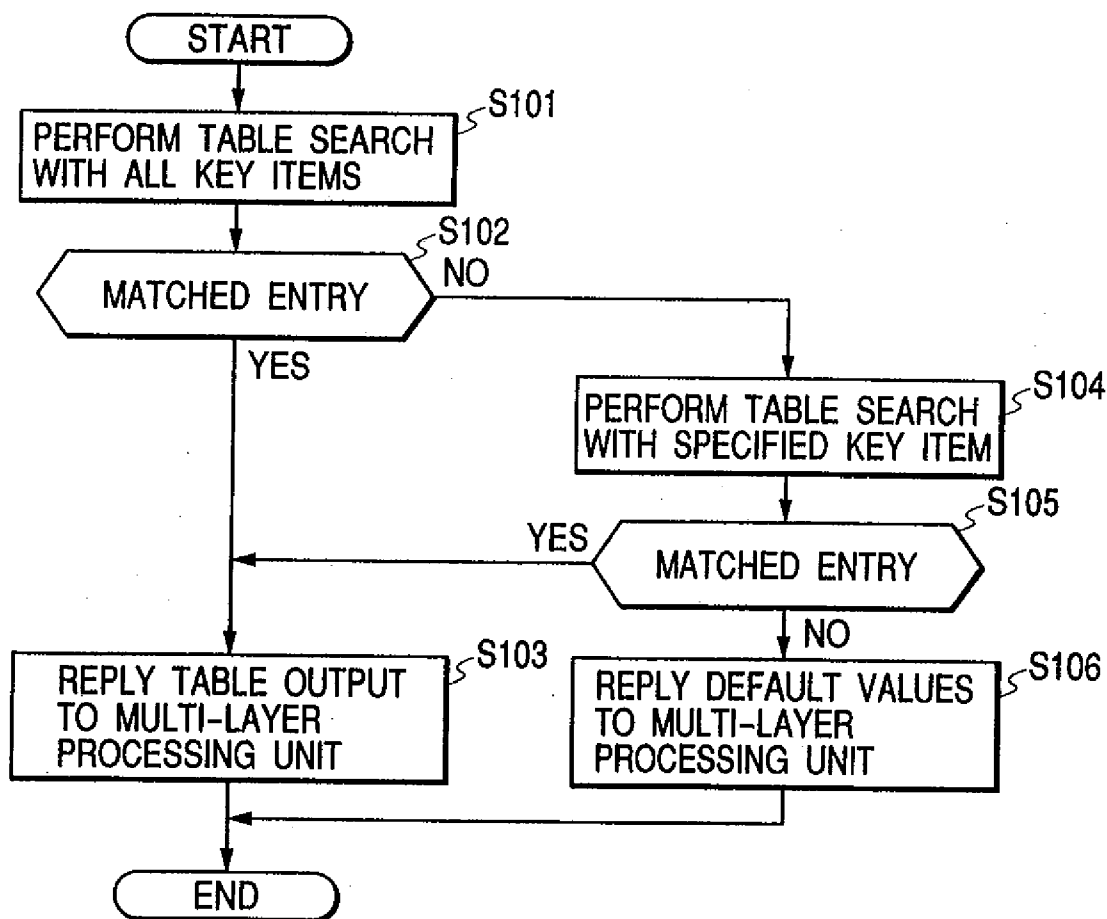 START
S101
PERFORM TABLE SEARCH
WITH ALL KEY ITEMS
S102
MATCHED ENTRY
NO
YES
S104
PERFORM TABLE SEARCH
WITH SPECIFIED KEY ITEM
S105
YES
MATCHED ENTRY
NO
S103
REPLY TABLE OUTPUT
TO MULTI-LAYER
PROCESSING UNIT
S106
REPLY DEFAULT VALUES
TO MULTI-LAYER
PROCESSING UNIT
END